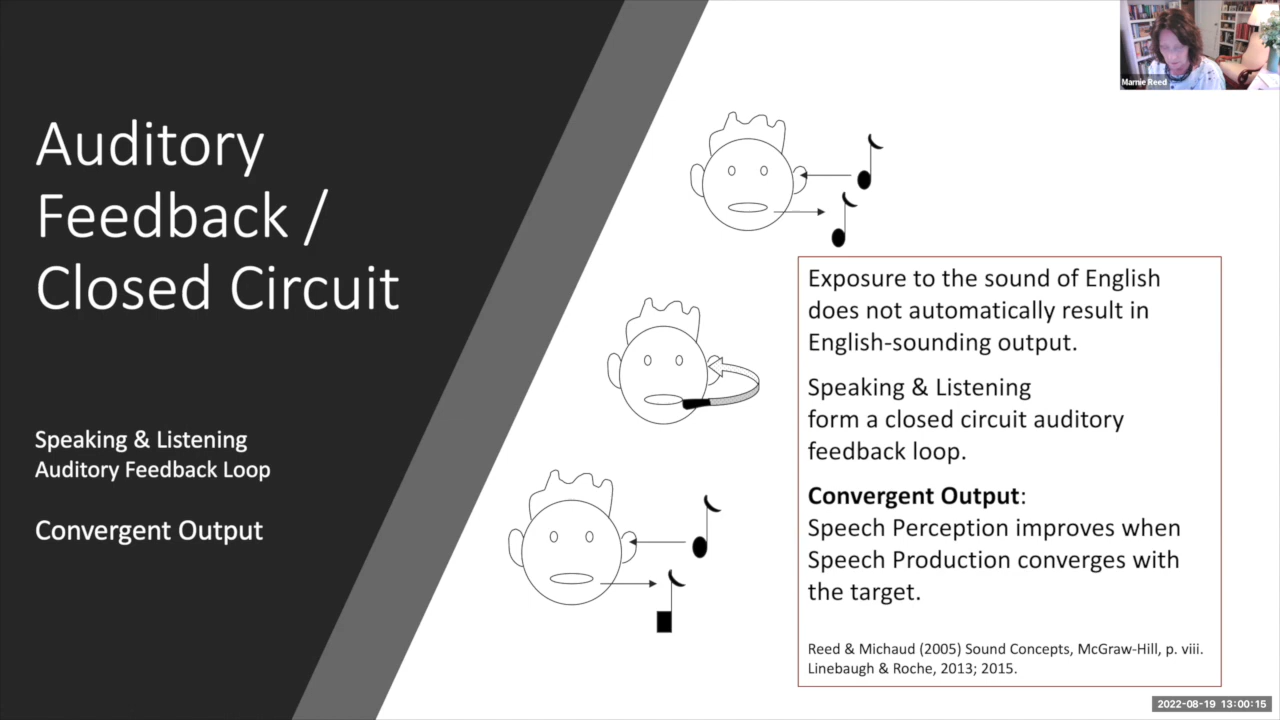 Auditory
Feedback /
Closed Circuit
Speaking & Listening
Auditory Feedback Loop
Convergent Output
Marnie Reed
Exposure to the sound of English
does not automatically result in
English-sounding output.
Speaking & Listening
form a closed circuit auditory
feedback loop.
Convergent Output:
Speech Perception improves when
Speech Production converges with
the target.
Reed & Michaud (2005) Sound Concepts, McGraw-Hill, p. viii.
Linebaugh & Roche, 2013; 2015.
2022-08-19 13:00:15